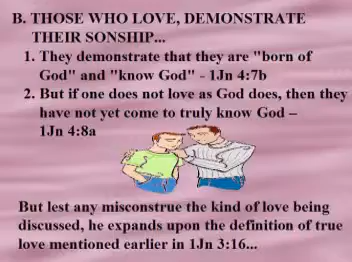 B. THOSE WHO LOVE, DEMONSTRATE
THEIR SONSHIP...
1. They demonstrate that they are "born of
God" and "know God" - 1Jn 4:7b
2. But if one does not love as God does, then they
have not yet come to truly know God –
1Jn 4:8a
But lest any misconstrue the kind of love being
discussed, he expands upon the definition of true
love mentioned earlier in 1Jn 3:16...